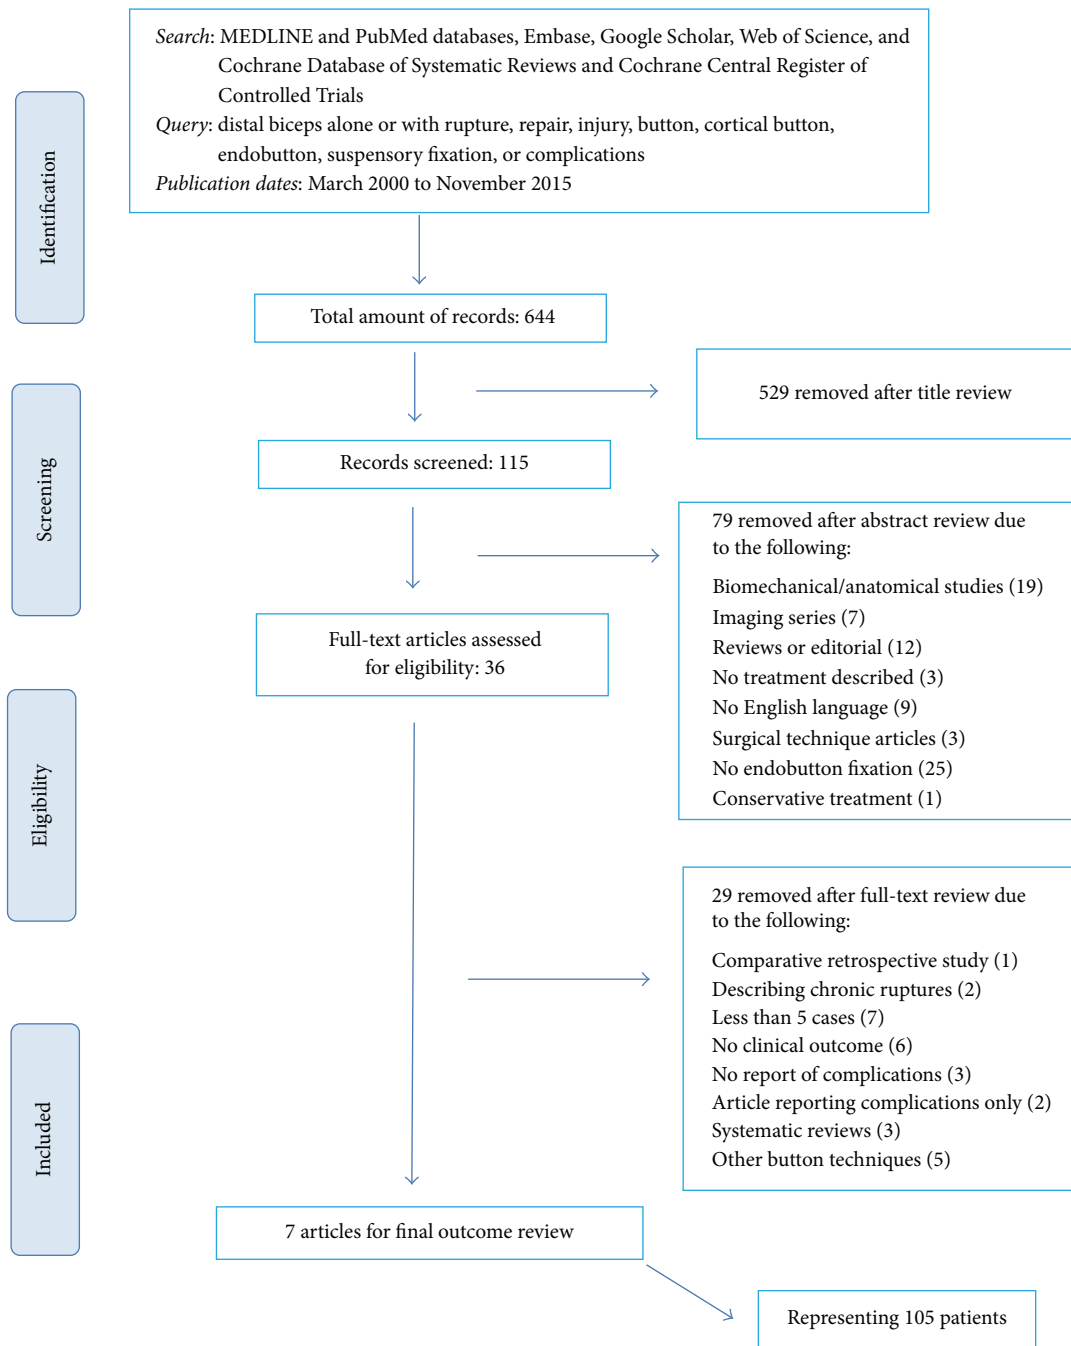 Search: MEDLINE and PubMed databases, Embase, Google Scholar, Web of Science, and
Cochrane Database of Systematic Reviews and Cochrane Central Register of
Controlled Trials
Query: distal biceps alone or with rupture, repair, injury, button, cortical button,
endobutton, suspensory fixation, or complications
Publication dates: March 2000 to November 2015
Identification
Total amount of records: 644
529 removed after title review
Screening
Records screened: 115
79 removed after abstract review due
to the following:
Biomechanical/anatomical studies (19)
Imaging series (7)
Reviews or editorial (12)
No treatment described (3)
No English language (9)
Surgical technique articles (3)
No endobutton fixation (25)
Conservative treatment (1)
Full-text articles assessed
for eligibility: 36
Eligibility
29 removed after full-text review due
to the following:
Comparative retrospective study (1)
Describing chronic ruptures (2)
Less than 5 cases (7)
No clinical outcome (6)
No report of complications (3)
Article reporting complications only (2)
Systematic reviews (3)
Other button techniques (5)
Included
7 articles for final outcome review
Representing 105 patients